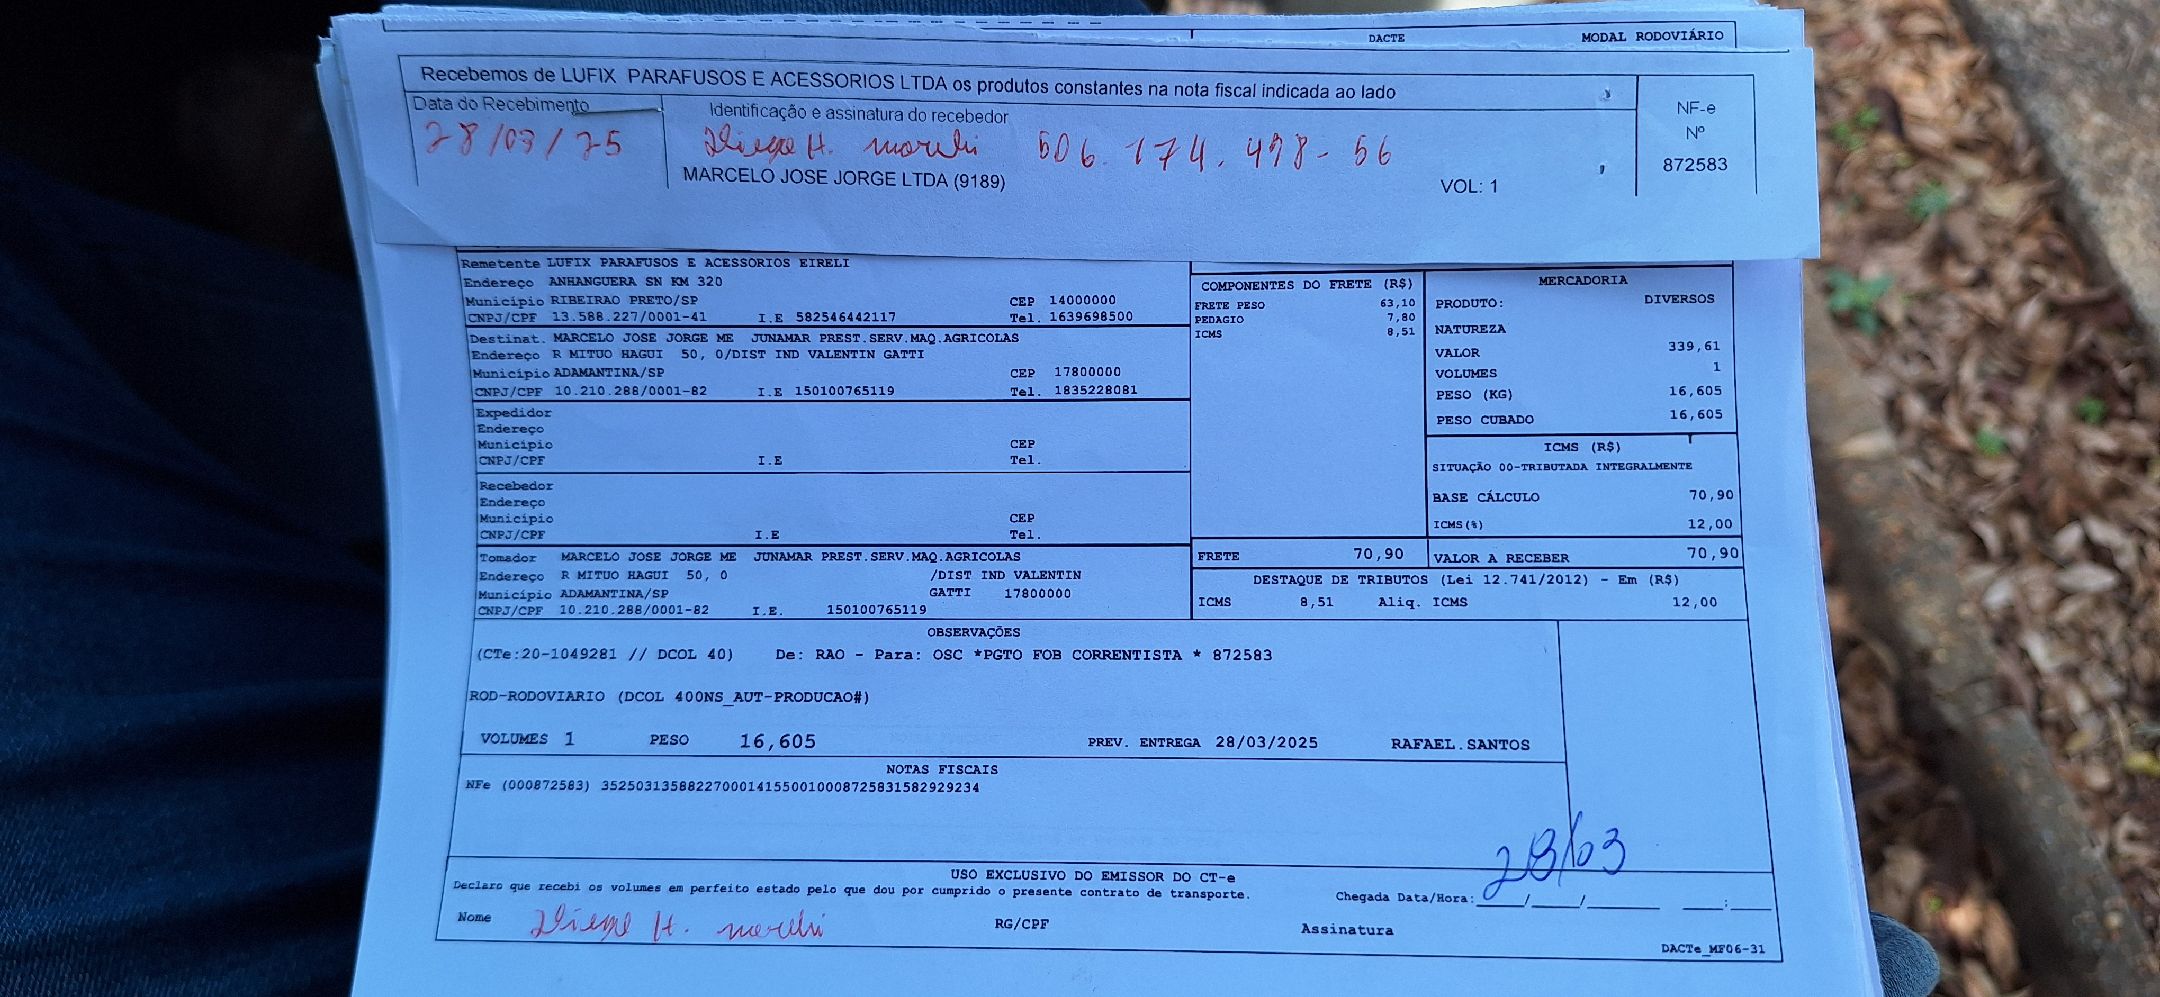 DACTE MODAL RODOVIÁRIO
Recebemos de LUFIX PARAFUSOS E ACESSORIOS LTDA os produtos constantes na nota fiscal indicada ao lado
Data do Recebimento
28/03/25
Identificação e assinatura do recebedor
Diego H. 506.174.498-56
MARCELO JOSE JORGE LTDA (9189)
VOL: 1
NF-e
Nº
872583
Remetente LUFIX PARAFUSOS E ACESSORIOS EIRELI
Endereço ANHANGUERA SN KM 320
Município RIBEIRAO PRETO/SP CEP 14000000
CNPJ/CPF 13.588.227/0001-41 I.E 582546442117 Tel. 1639698500
Destinat. MARCELO JOSE JORGE ME JUNAMAR PREST.SERV.MAQ.AGRICOLAS
Endereço R MITUO HAGUI 50, 0/DIST IND VALENTIN GATTI
Município ADAMANTINA/SP CEP 17800000
CNPJ/CPF 10.210.288/0001-82 I.E 150100765119 Tel. 1835228081
Expedidor
Endereço
Município CEP
CNPJ/CPF I.E Tel.
Recebedor
Endereço
Município CEP
CNPJ/CPF I.E Tel.
Tomador MARCELO JOSE JORGE ME JUNAMAR PREST.SERV.MAQ.AGRICOLAS
Endereço R MITUO HAGUI 50, 0 /DIST IND VALENTIN
Município ADAMANTINA/SP GATTI 17800000
CNPJ/CPF 10.210.288/0001-82 I.E. 150100765119
COMPONENTES DO FRETE (R$)
FRETE PESO 63,10
PEDAGIO 7,80
ICMS 8,51
FRETE 70,90
MERCADORIA
PRODUTO: DIVERSOS
NATUREZA
VALOR 339,61
VOLUMES 1
PESO (KG) 16,605
PESO CUBADO 16,605
ICMS (R$)
SITUAÇÃO 00-TRIBUTADA INTEGRALMENTE
BASE CÁLCULO 70,90
ICMS(%) 12,00
VALOR A RECEBER 70,90
DESTAQUE DE TRIBUTOS (Lei 12.741/2012) - Em (R$)
ICMS 8,51 Aliq. ICMS 12,00
OBSERVAÇÕES
(CTe:20-1049281 // DCOL 40) De: RAO - Para: OSC *PGTO FOB CORRENTISTA * 872583
ROD-RODOVIARIO (DCOL 400NS_AUT-PRODUCAO#)
VOLUMES 1 PESO 16,605 PREV. ENTREGA 28/03/2025 RAFAEL.SANTOS
NOTAS FISCAIS
NFe (000872583) 35250313588227000141550010008725831582929234
USO EXCLUSIVO DO EMISSOR DO CT-e
Declaro que recebi os volumes em perfeito estado pelo que dou por cumprido o presente contrato de transporte.
Chegada Data/Hora: 28/03
Nome Diego H. RG/CPF Assinatura
DACTe_MF06-31